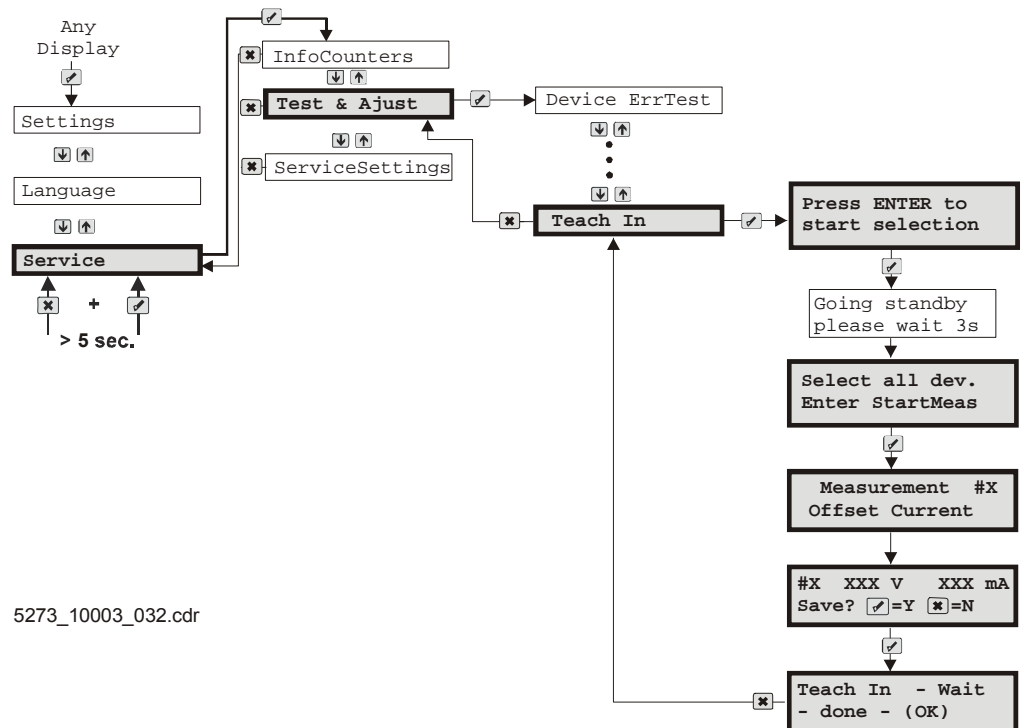 Any
Display
Settings
Language
Service
+
> 5 sec.
InfoCounters
Test & Ajust
ServiceSettings
Device ErrTest
Teach In
Press ENTER to
start selection
Going standby
please wait 3s
Select all dev.
Enter StartMeas
Measurement #X
Offset Current
#X XXX V XXX mA
Save? =Y =N
Teach In - Wait
- done - (OK)
5273_10003_032.cdr